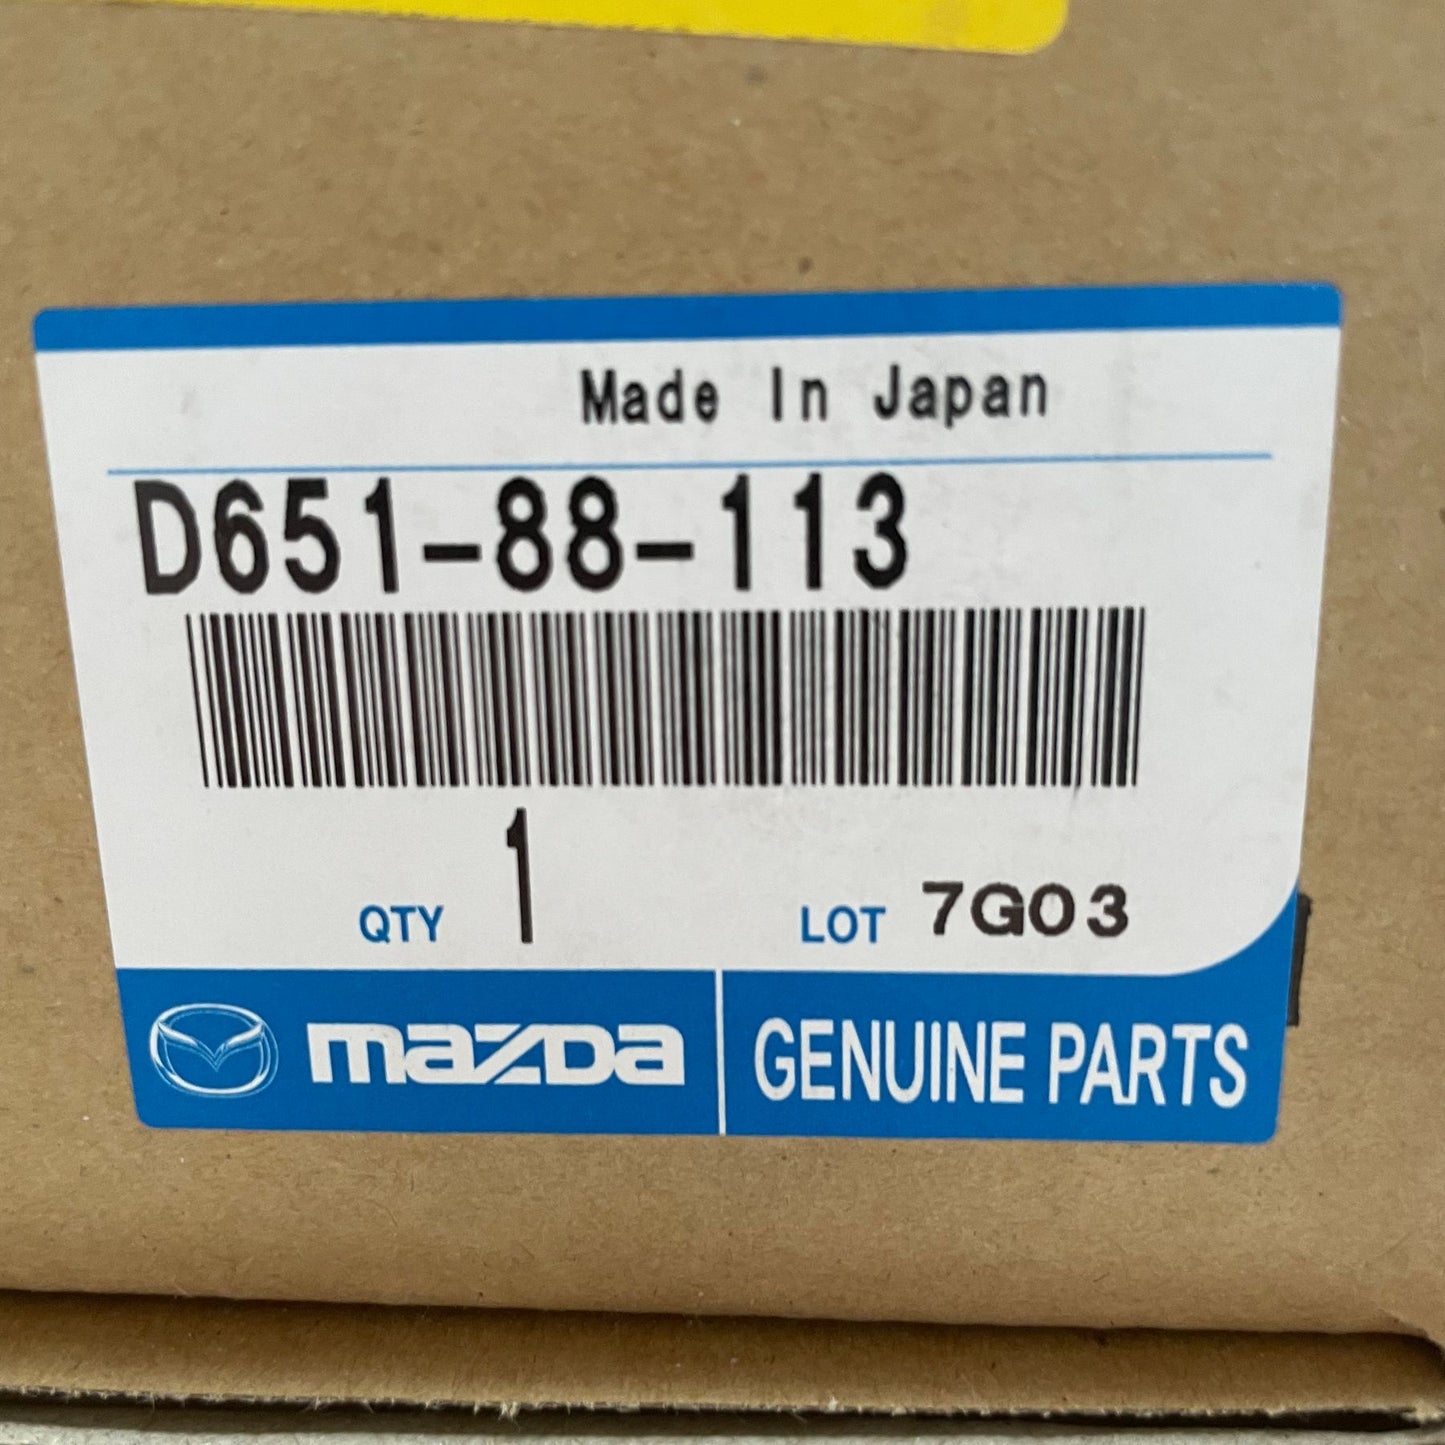 Made In Japan
D651-88-113
QTY 1 LOT 7G03
mazda GENUINE PARTS